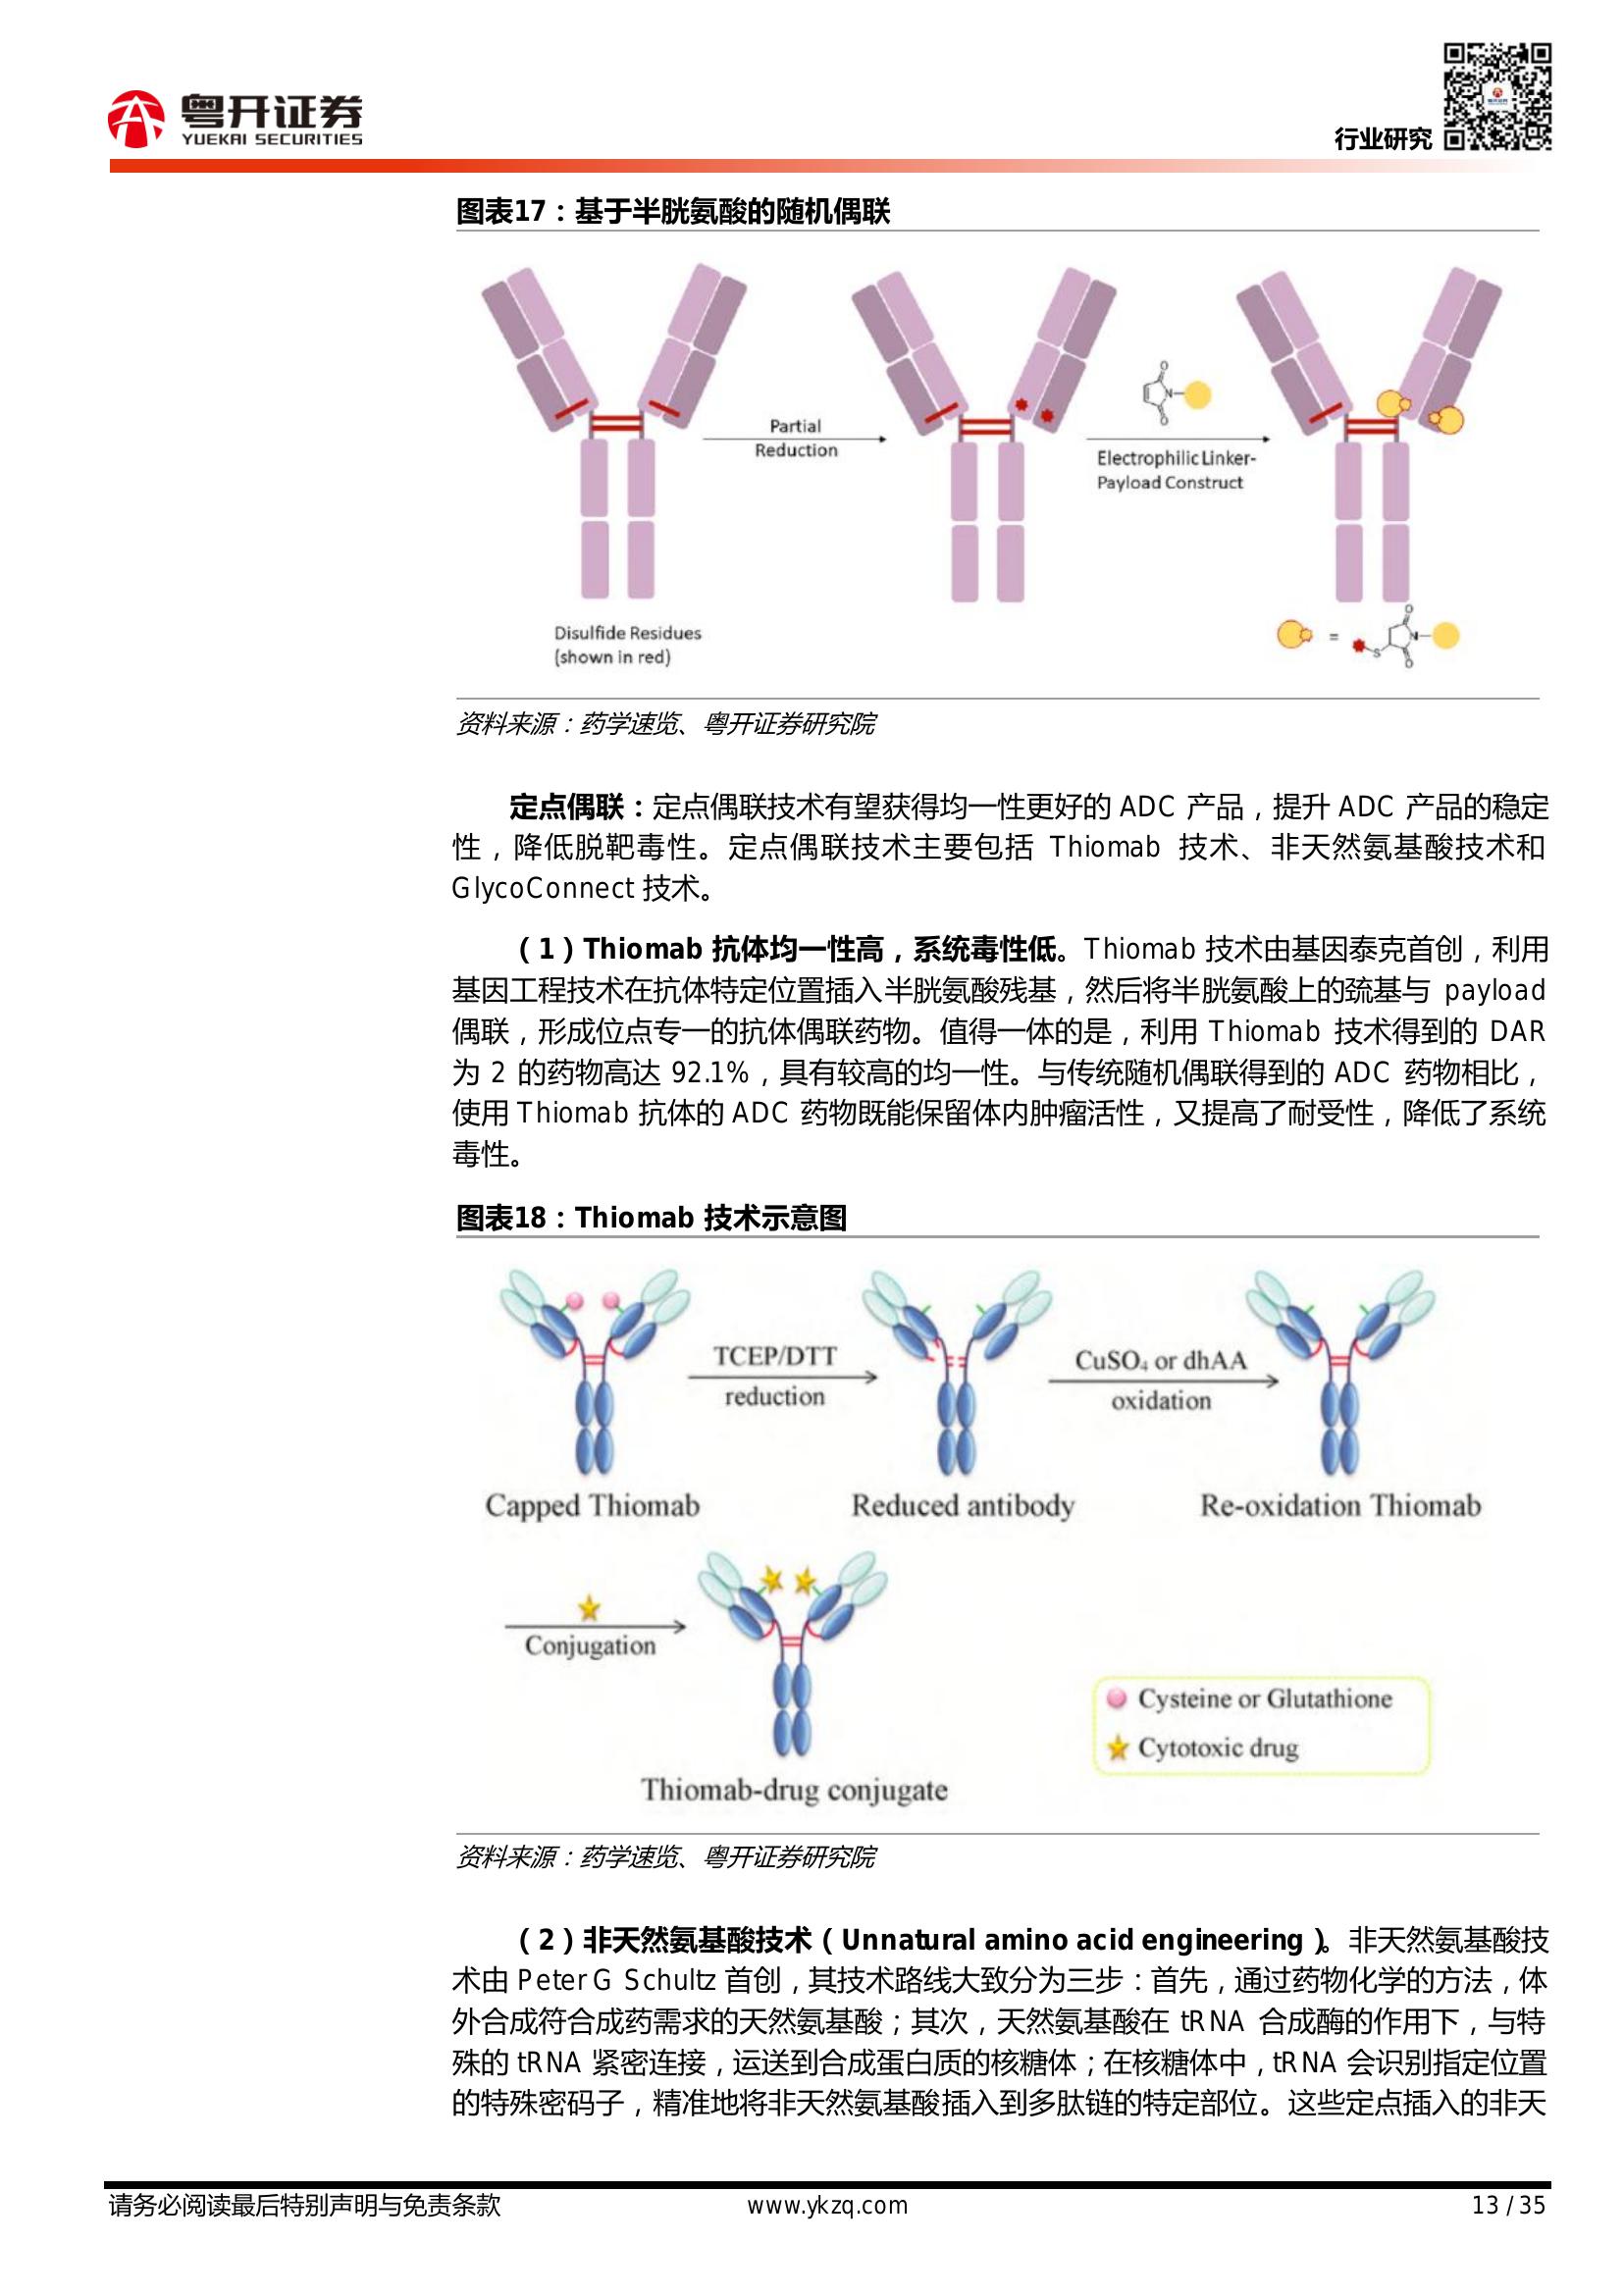 粤开证券
YUEKAI SECURITIES
行业研究
图表17：基于半胱氨酸的随机偶联
Partial
Reduction
O
N
O
Electrophilic Linker-
Payload Construct
Disulfide Residues
(shown in red)
=
S
O
N
O
资料来源：药学速览、粤开证券研究院
定点偶联：定点偶联技术有望获得均一性更好的 ADC 产品，提升 ADC 产品的稳定
性，降低脱靶毒性。定点偶联技术主要包括 Thiomab 技术、非天然氨基酸技术和
GlycoConnect 技术。
（1）Thiomab 抗体均一性高，系统毒性低。Thiomab 技术由基因泰克首创，利用
基因工程技术在抗体特定位置插入半胱氨酸残基，然后将半胱氨酸上的巯基与 payload
偶联，形成位点专一的抗体偶联药物。值得一体的是，利用 Thiomab 技术得到的 DAR
为 2 的药物高达 92.1%，具有较高的均一性。与传统随机偶联得到的 ADC 药物相比，
使用 Thiomab 抗体的 ADC 药物既能保留体内肿瘤活性，又提高了耐受性，降低了系统
毒性。
图表18：Thiomab 技术示意图
TCEP/DTT
reduction
CuSO₄ or dhAA
oxidation
Capped Thiomab
Reduced antibody
Re-oxidation Thiomab
Conjugation
Cysteine or Glutathione
Cytotoxic drug
Thiomab-drug conjugate
资料来源：药学速览、粤开证券研究院
（2）非天然氨基酸技术（Unnatural amino acid engineering）。非天然氨基酸技
术由 Peter G Schultz 首创，其技术路线大致分为三步：首先，通过药物化学的方法，体
外合成符合成药需求的天然氨基酸；其次，天然氨基酸在 tRNA 合成酶的作用下，与特
殊的 tRNA 紧密连接，运送到合成蛋白质的核糖体；在核糖体中，tRNA 会识别指定位置
的特殊密码子，精准地将非天然氨基酸插入到多肽链的特定部位。这些定点插入的非天
请务必阅读最后特别声明与免责条款
www.ykzq.com
13 / 35